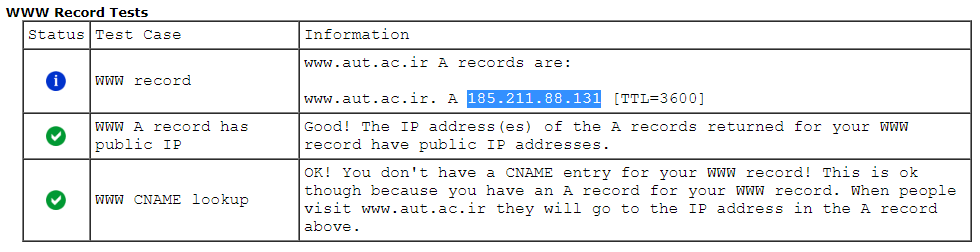 WWW Record Tests
Status Test Case Information
WWW record
www.aut.ac.ir A records are:
www.aut.ac.ir. A 185.211.88.131 [TTL=3600]
WWW A record has
public IP
Good! The IP address(es) of the A records returned for your WWW
record have public IP addresses.
WWW CNAME lookup
OK! You don't have a CNAME entry for your WWW record! This is ok
though because you have an A record for your WWW record. When people
visit www.aut.ac.ir they will go to the IP address in the A record
above.